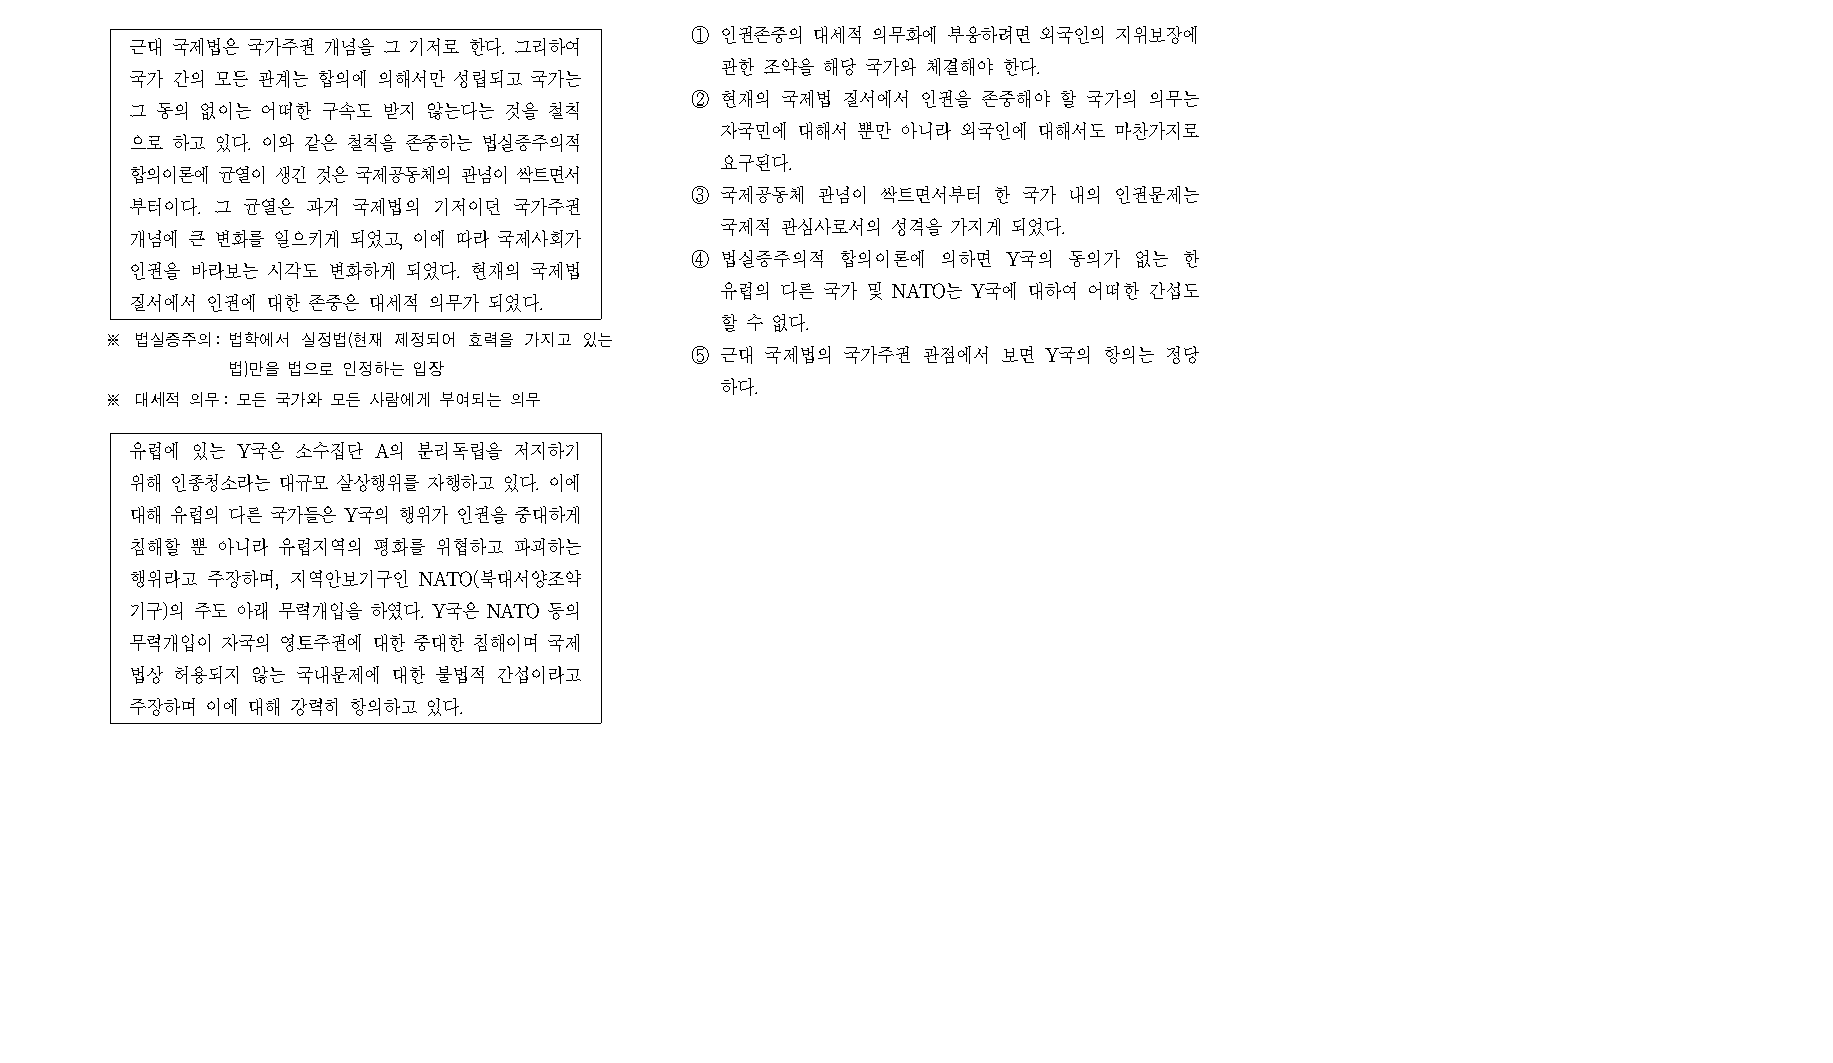 근대 국제법은 국가주권 개념을 그 기저로 한다. 그리하여
국가 간의 모든 관계는 합의에 의해서만 성립되고 국가는
그 동의 없이는 어떠한 구속도 받지 않는다는 것을 철칙
으로 하고 있다. 이와 같은 철칙을 존중하는 법실증주의적
합의이론에 균열이 생긴 것은 국제공동체의 관념이 싹트면서
부터이다. 그 균열은 과거 국제법의 기저이던 국가주권
개념에 큰 변화를 일으키게 되었고, 이에 따라 국제사회가
인권을 바라보는 시각도 변화하게 되었다. 현재의 국제법
질서에서 인권에 대한 존중은 대세적 의무가 되었다.
※ 법실증주의: 법학에서 실정법(현재 제정되어 효력을 가지고 있는
법)만을 법으로 인정하는 입장
※ 대세적 의무: 모든 국가와 모든 사람에게 부여되는 의무
유럽에 있는 Y국은 소수집단 A의 분리독립을 저지하기
위해 인종청소라는 대규모 살상행위를 자행하고 있다. 이에
대해 유럽의 다른 국가들은 Y국의 행위가 인권을 중대하게
침해할 뿐 아니라 유럽지역의 평화를 위협하고 파괴하는
행위라고 주장하며, 지역안보기구인 NATO(북대서양조약
기구)의 주도 아래 무력개입을 하였다. Y국은 NATO 등의
무력개입이 자국의 영토주권에 대한 중대한 침해이며 국제
법상 허용되지 않는 국내문제에 대한 불법적 간섭이라고
주장하며 이에 대해 강력히 항의하고 있다.
① 인권존중의 대세적 의무화에 부응하려면 외국인의 지위보장에
관한 조약을 해당 국가와 체결해야 한다.
② 현재의 국제법 질서에서 인권을 존중해야 할 국가의 의무는
자국민에 대해서 뿐만 아니라 외국인에 대해서도 마찬가지로
요구된다.
③ 국제공동체 관념이 싹트면서부터 한 국가 내의 인권문제는
국제적 관심사로서의 성격을 가지게 되었다.
④ 법실증주의적 합의이론에 의하면 Y국의 동의가 없는 한
유럽의 다른 국가 및 NATO는 Y국에 대하여 어떠한 간섭도
할 수 없다.
⑤ 근대 국제법의 국가주권 관점에서 보면 Y국의 항의는 정당
하다.